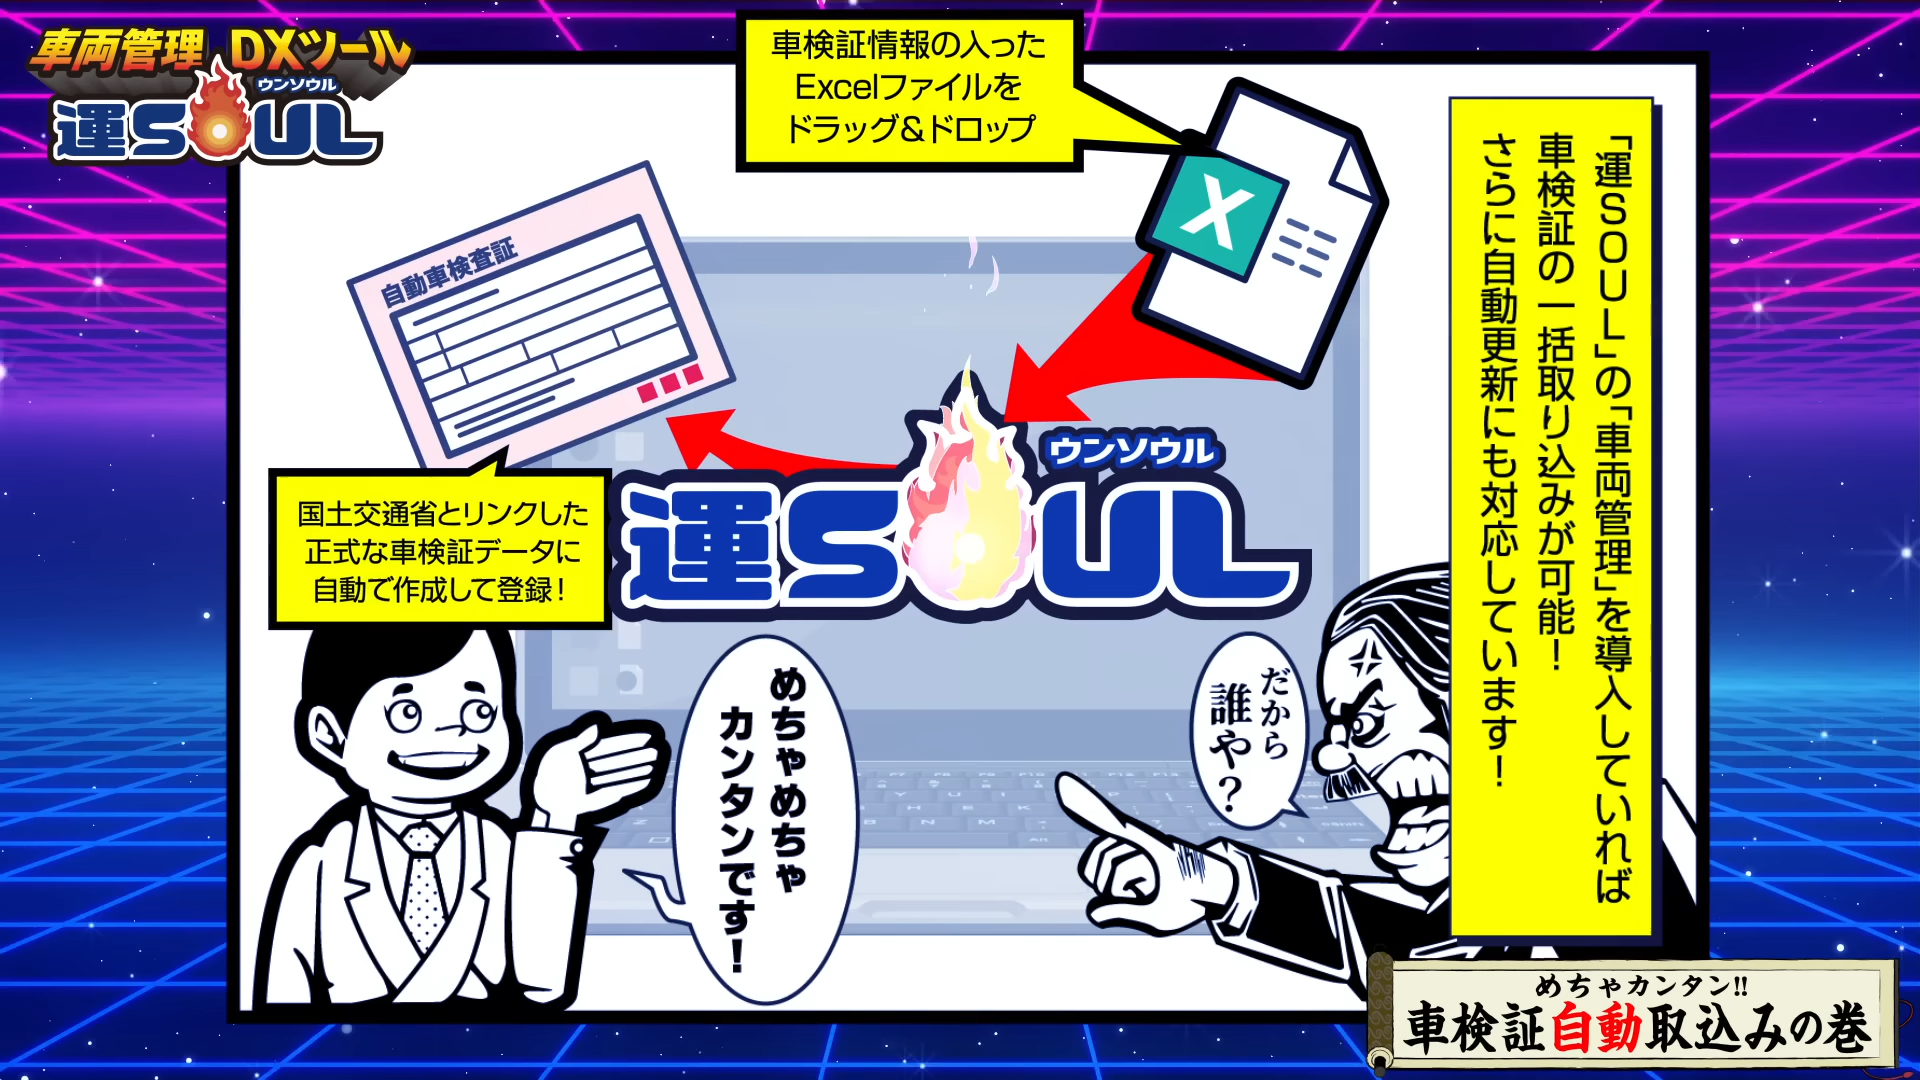 車両管理 DXツール
ウンソウル
運SOUL
車検証情報の入った
Excelファイルを
ドラッグ&ドロップ
X
「運SOUL」の「車両管理」を導入していれば
車検証の一括取り込みが可能！
さらに自動更新にも対応しています！
自動車検査証
国土交通省とリンクした
正式な車検証データに
自動で作成して登録！
ウンソウル
運SOUL
だから
誰や？
めちゃめちゃ
カンタンです！
めちゃカンタン!!
車検証自動取込みの巻